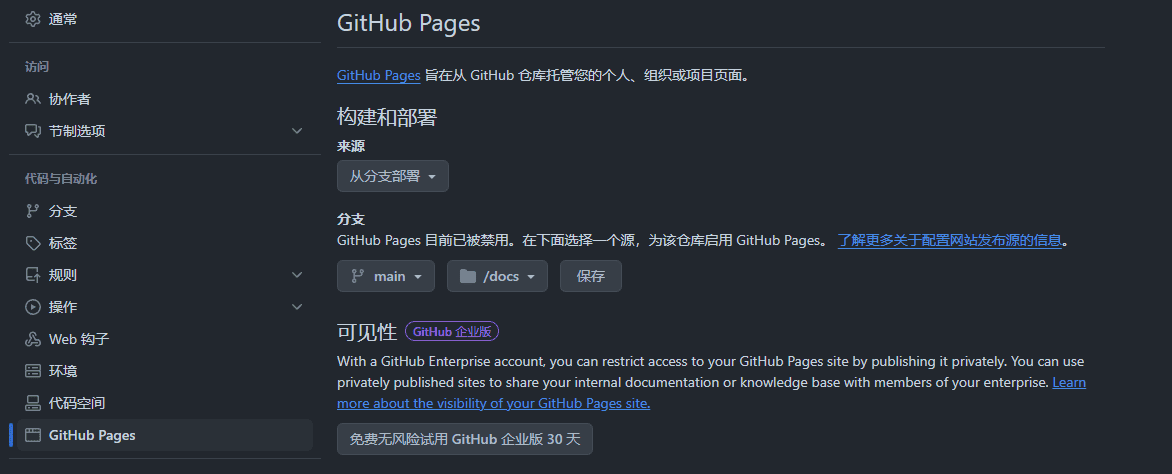 通常
访问
协作者
节制选项
代码与自动化
分支
标签
规则
操作
Web 钩子
环境
代码空间
GitHub Pages
GitHub Pages
GitHub Pages 旨在从 GitHub 仓库托管您的个人、组织或项目页面。
构建和部署
来源
从分支部署
分支
GitHub Pages 目前已被禁用。在下面选择一个源，为该仓库启用 GitHub Pages。 了解更多关于配置网站发布源的信息。
main /docs 保存
可见性 GitHub 企业版
With a GitHub Enterprise account, you can restrict access to your GitHub Pages site by publishing it privately. You can use
privately published sites to share your internal documentation or knowledge base with members of your enterprise. Learn
more about the visibility of your GitHub Pages site.
免费无风险试用 GitHub 企业版 30 天